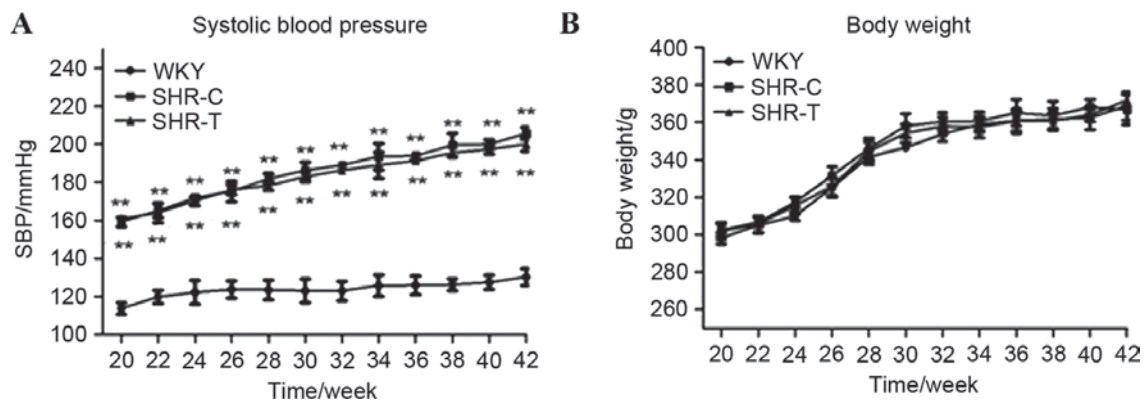 A
Systolic blood pressure
SBP/mmHg
240
220
200
180
160
140
120
100
WKY
SHR-C
SHR-T
** ** ** ** ** ** ** ** ** ** ** **
** ** ** ** ** ** ** ** ** ** ** **
20 22 24 26 28 30 32 34 36 38 40 42
Time/week
B
Body weight
Body weight/g
400
380
360
340
320
300
280
260
WKY
SHR-C
SHR-T
20 22 24 26 28 30 32 34 36 38 40 42
Time/week